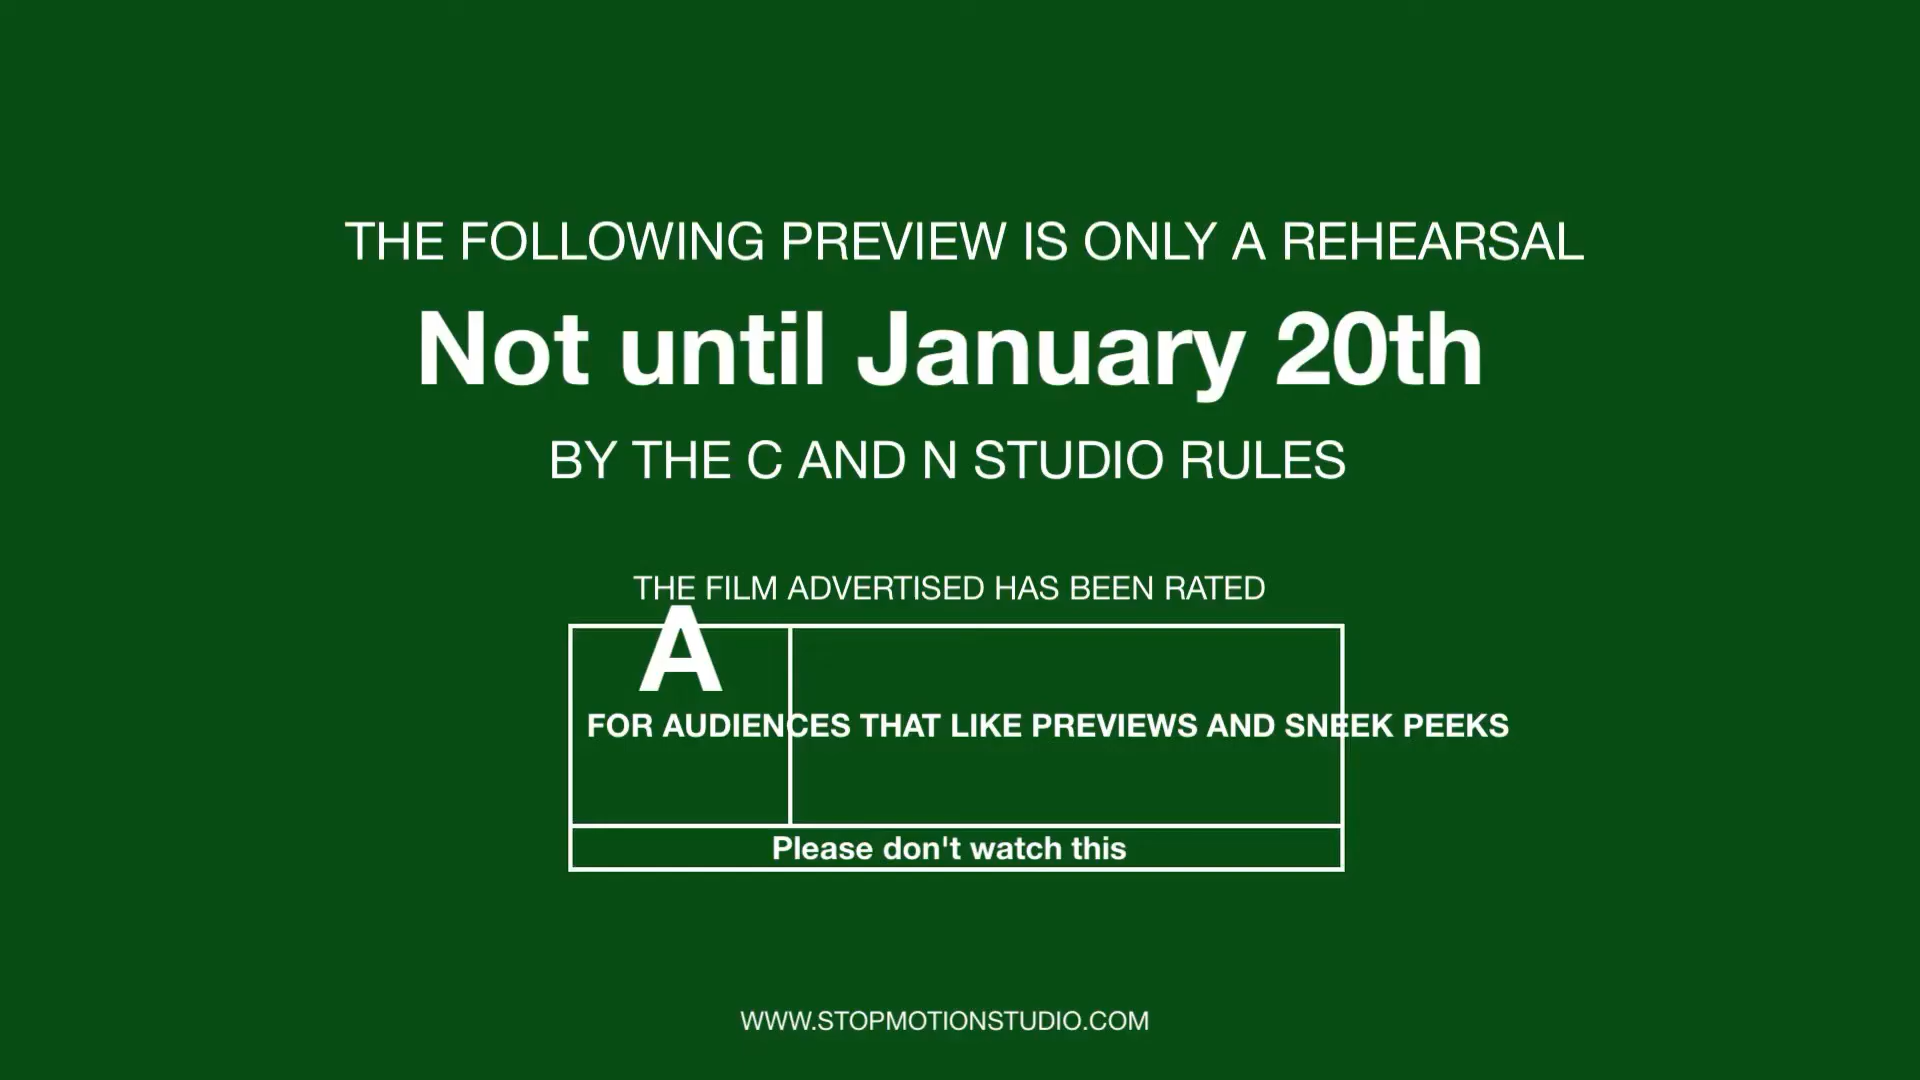 THE FOLLOWING PREVIEW IS ONLY A REHEARSAL
Not until January 20th
BY THE C AND N STUDIO RULES
THE FILM ADVERTISED HAS BEEN RATED
A
FOR AUDIENCES THAT LIKE PREVIEWS AND SNEEK PEEKS
Please don't watch this
WWW.STOPMOTIONSTUDIO.COM